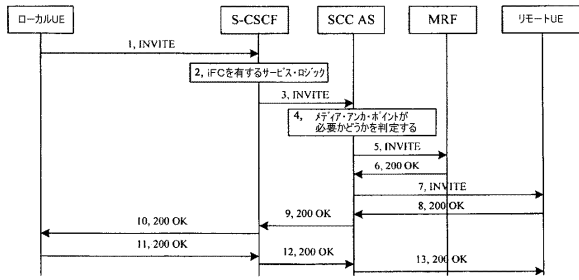 ローカルUE
S-CSCF
SCC AS
MRF
リモートUE
1, INVITE
2, iFCを有するサービス・ロジック
3, INVITE
4, メディア・アンカ・ポイントが
必要かどうかを判定する
5, INVITE
6, 200 OK
7, INVITE
8, 200 OK
9, 200 OK
10, 200 OK
11, 200 OK
12, 200 OK
13, 200 OK